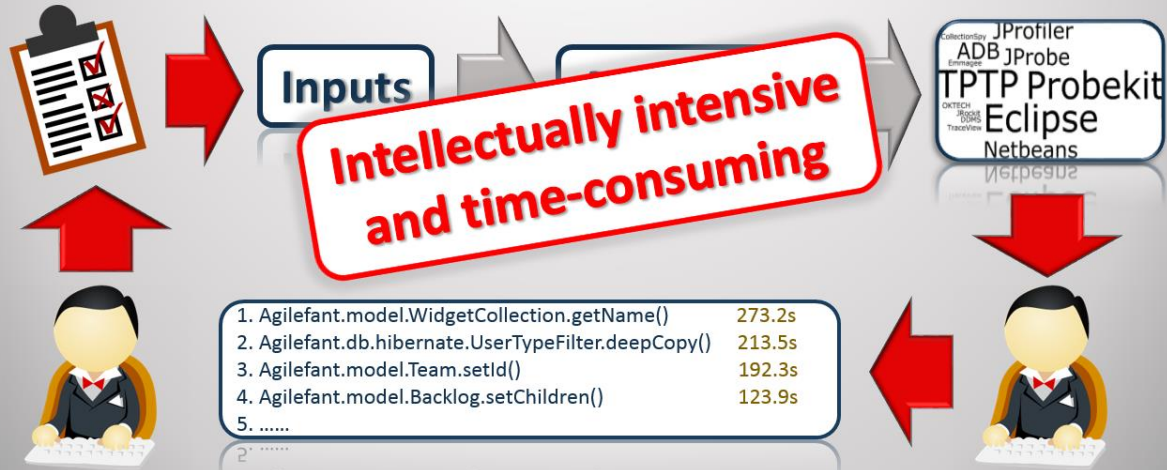 Inputs
Intellectually intensive
and time-consuming
CollectionSpy JProfiler
ADB JProbe
Emmagee
TPTP Probekit
OKTECH
JRockit
DDMS
TraceView
Eclipse
Netbeans
1. Agilefant.model.WidgetCollection.getName() 273.2s
2. Agilefant.db.hibernate.UserTypeFilter.deepCopy() 213.5s
3. Agilefant.model.Team.setId() 192.3s
4. Agilefant.model.Backlog.setChildren() 123.9s
5. ......